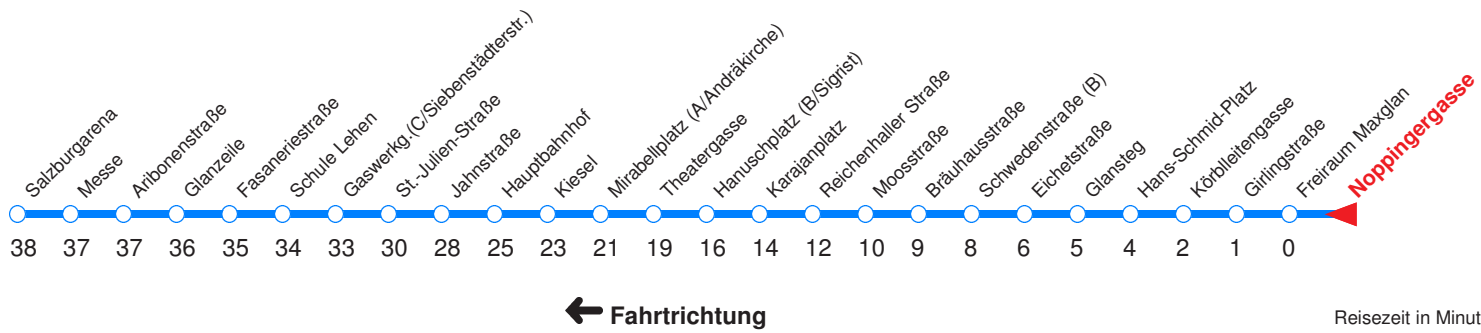 Salzburgarena
Messe
Aribonenstraße
Glanzeile
Fasaneriestraße
Schule Lehen
Gaswerkg.(C/Siebenstädterstr.)
St.-Julien-Straße
Jahnstraße
Hauptbahnhof
Kiesel
Mirabellplatz (A/Andräkirche)
Theatergasse
Hanuschplatz (B/Sigrist)
Karajanplatz
Reichenhaller Straße
Moosstraße
Bräuhausstraße
Schwedenstraße (B)
Eichetstraße
Glansteg
Hans-Schmid-Platz
Körblleitengasse
Girlingstraße
Freiraum Maxglan
Noppingergasse
38 37 37 36 35 34 33 30 28 25 23 21 19 16 14 12 10 9 8 6 5 4 2 1 0
Fahrtrichtung
Reisezeit in Minut